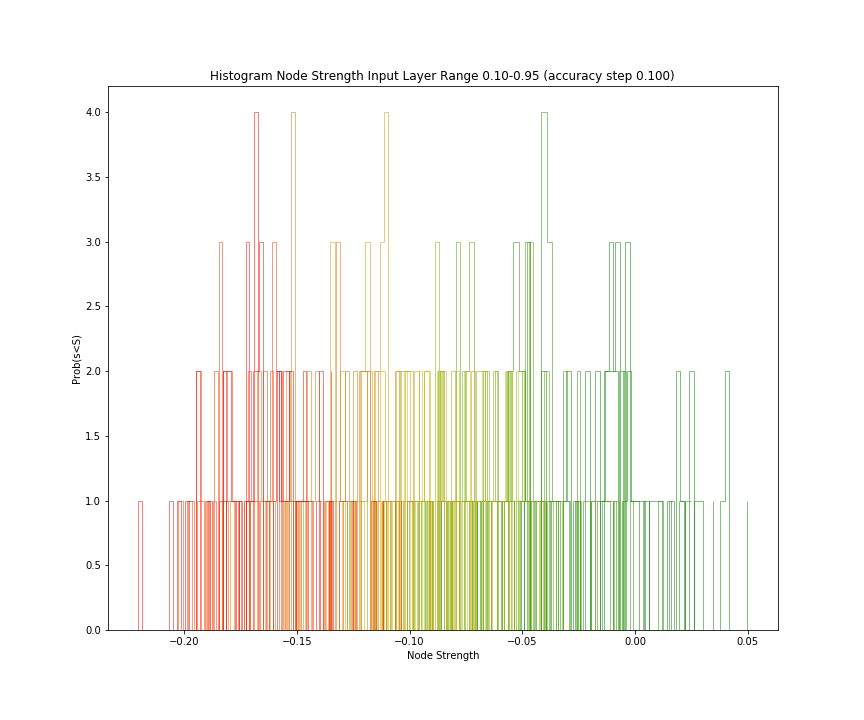 Histogram Node Strength Input Layer Range 0.10-0.95 (accuracy step 0.100)
4.0
3.5
3.0
2.5
2.0
1.5
1.0
0.5
0.0
Prob(s<S)
−0.20 −0.15 −0.10 −0.05 0.00 0.05
Node Strength